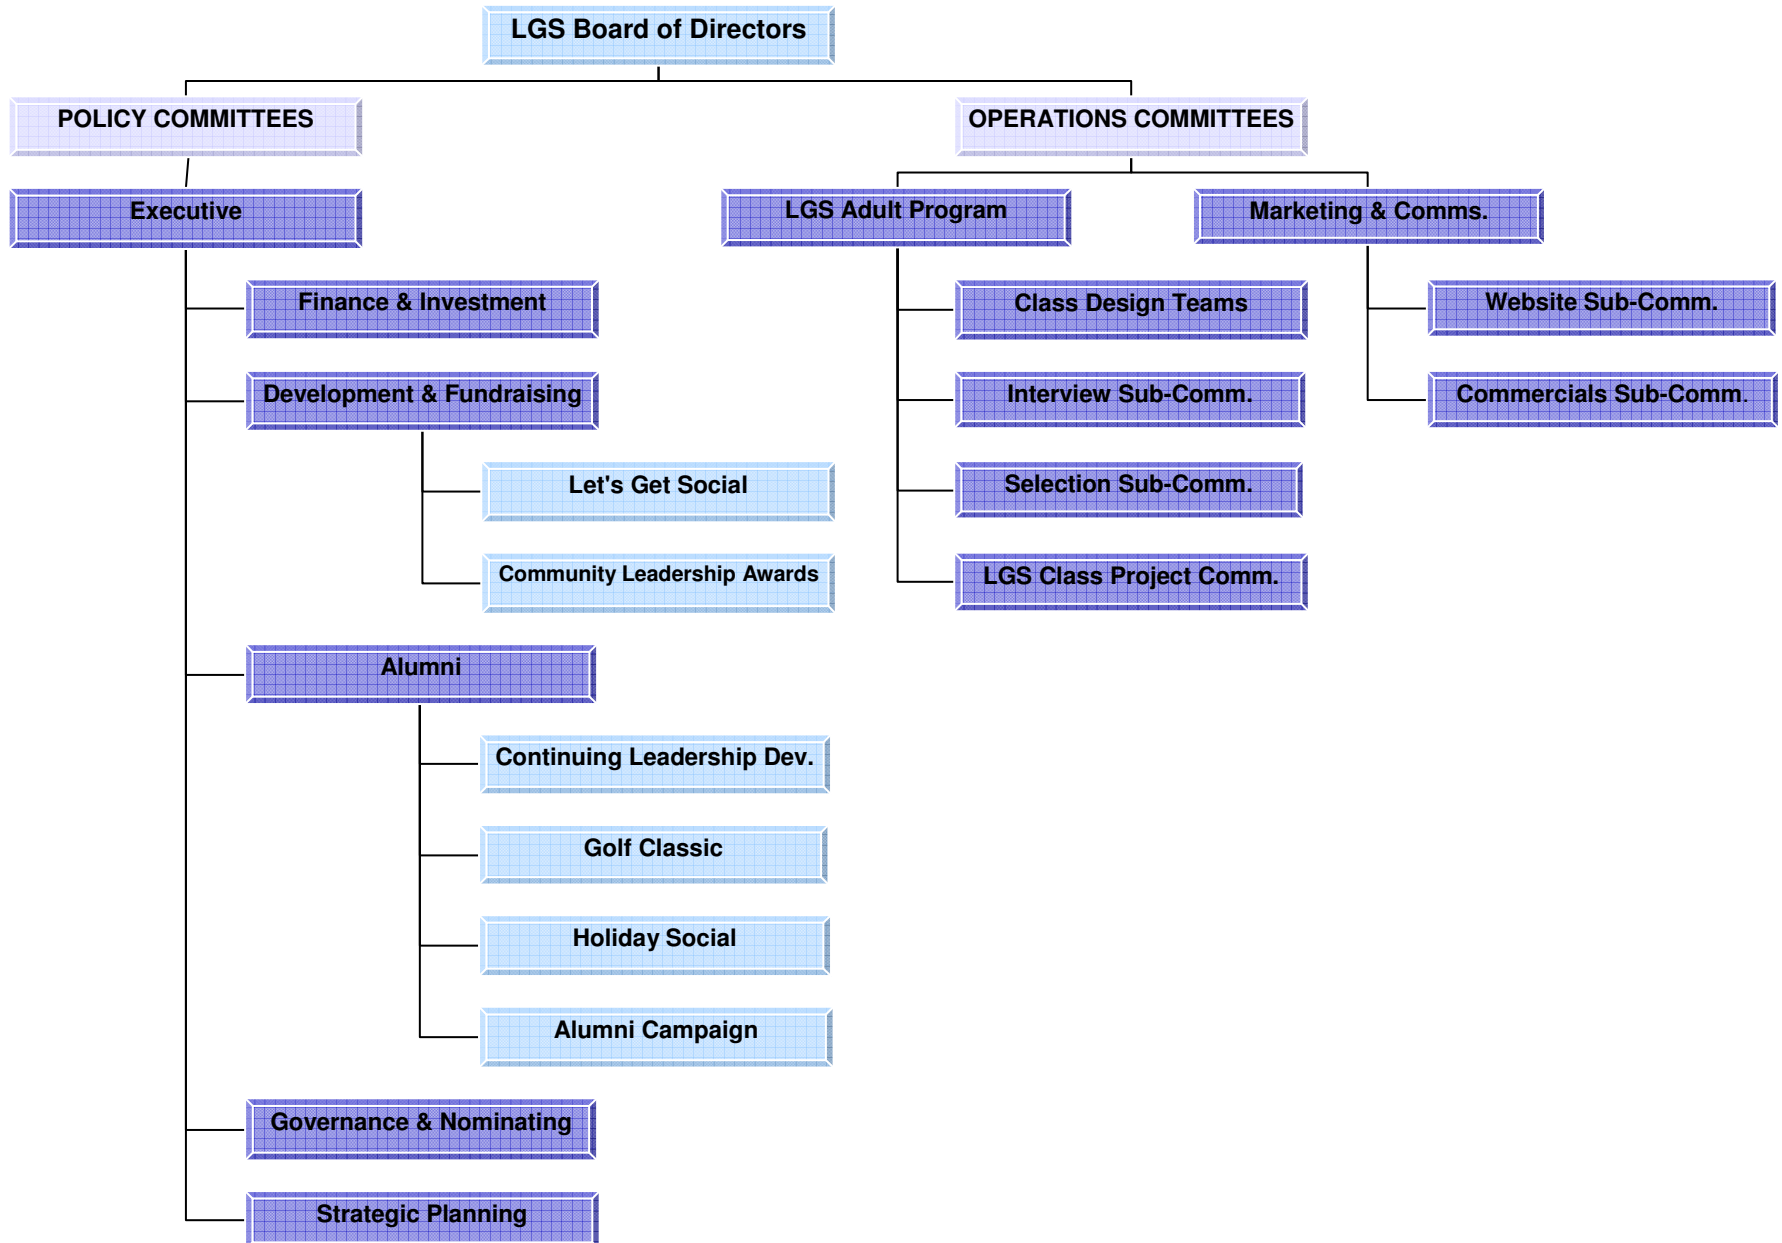 LGS Board of Directors
POLICY COMMITTEES
OPERATIONS COMMITTEES
Executive
LGS Adult Program
Marketing & Comms.
Finance & Investment
Class Design Teams
Website Sub-Comm.
Development & Fundraising
Interview Sub-Comm.
Commercials Sub-Comm.
Let's Get Social
Selection Sub-Comm.
Community Leadership Awards
LGS Class Project Comm.
Alumni
Continuing Leadership Dev.
Golf Classic
Holiday Social
Alumni Campaign
Governance & Nominating
Strategic Planning